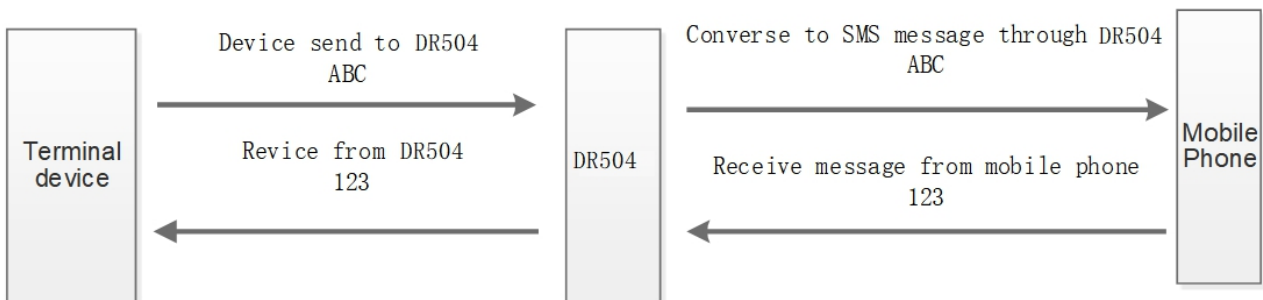 Device send to DR504
ABC
Converse to SMS message through DR504
ABC
Terminal
device
Revice from DR504
123
DR504
Receive message from mobile phone
123
Mobile
Phone